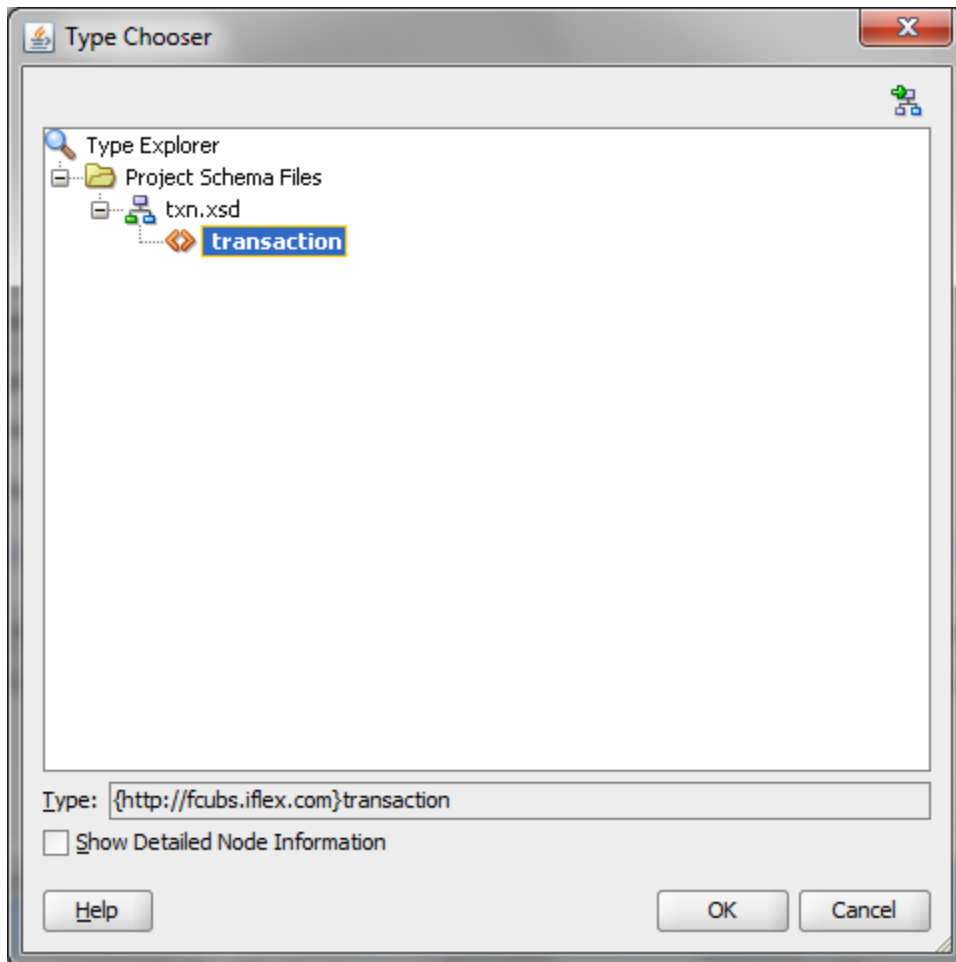 Type Chooser
Type Explorer
Project Schema Files
txn.xsd
transaction
Type: {http://fcubs.iflex.com}transaction
Show Detailed Node Information
Help
OK
Cancel